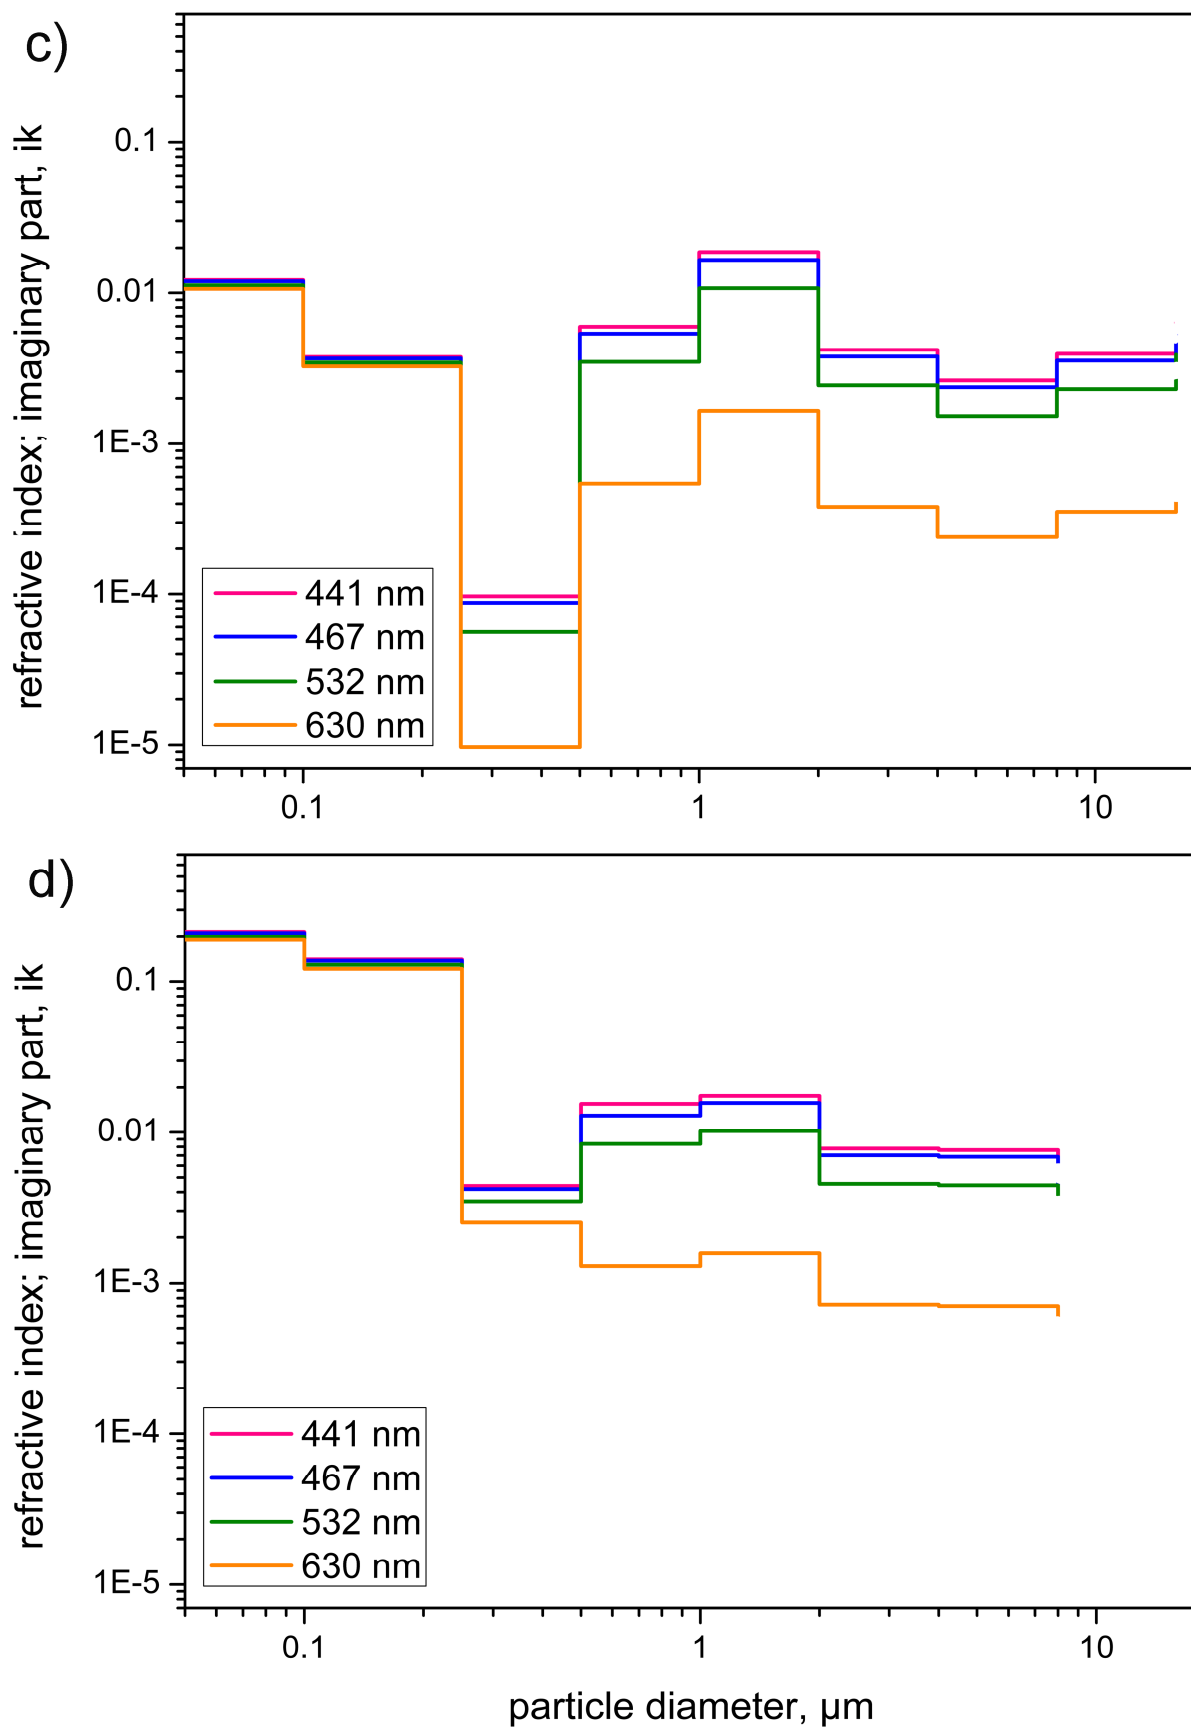 c)
refractive index; imaginary part, ik
0.1
0.01
1E-3
1E-4
1E-5
441 nm
467 nm
532 nm
630 nm
0.1 1 10
d)
refractive index; imaginary part, ik
0.1
0.01
1E-3
1E-4
1E-5
441 nm
467 nm
532 nm
630 nm
0.1 1 10
particle diameter, µm